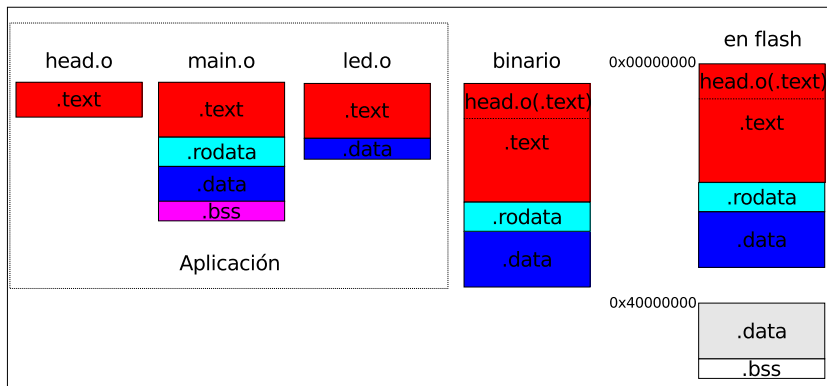 head.o
.text
main.o
.text
.rodata
.data
.bss
led.o
.text
.data
Aplicación
binario
head.o(.text)
.text
.rodata
.data
en flash
0x00000000
head.o(.text)
.text
.rodata
.data
0x40000000
.data
.bss